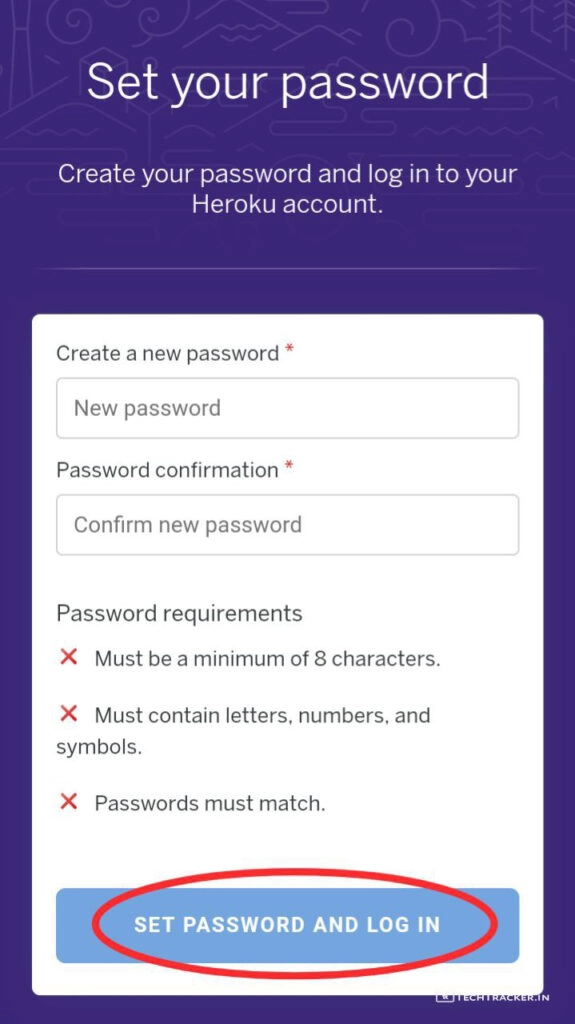 Set your password
Create your password and log in to your
Heroku account.
Create a new password *
New password
Password confirmation *
Confirm new password
Password requirements
❌ Must be a minimum of 8 characters.
❌ Must contain letters, numbers, and
symbols.
❌ Passwords must match.
SET PASSWORD AND LOG IN
TECHTRACKER.IN